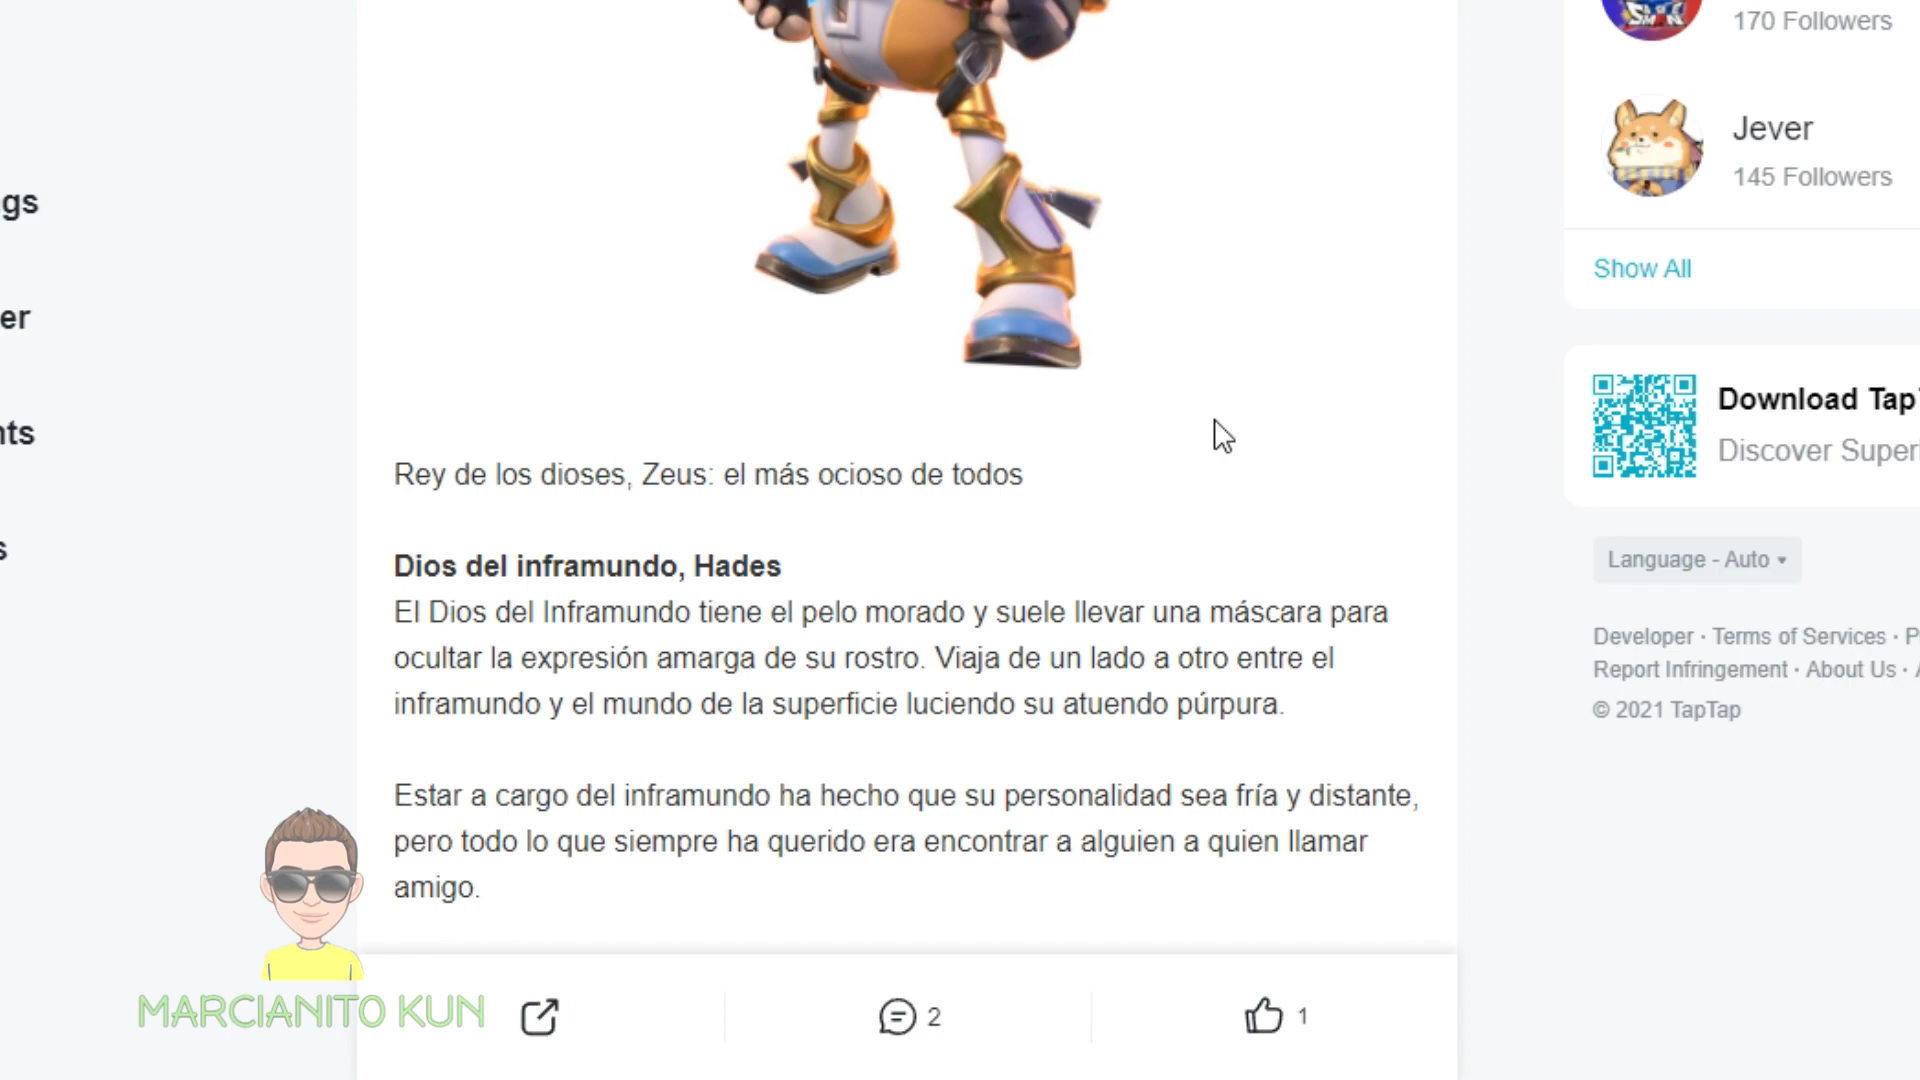 170 Followers
Jever
145 Followers
Show All
gs
er
nts
s
Rey de los dioses, Zeus: el más ocioso de todos
Dios del inframundo, Hades
El Dios del Inframundo tiene el pelo morado y suele llevar una máscara para
ocultar la expresión amarga de su rostro. Viaja de un lado a otro entre el
inframundo y el mundo de la superficie luciendo su atuendo púrpura.
Estar a cargo del inframundo ha hecho que su personalidad sea fría y distante,
pero todo lo que siempre ha querido era encontrar a alguien a quien llamar
amigo.
2
1
MARCIANITO KUN
Download Tap
Discover Super
Language - Auto
Developer · Terms of Services · P
Report Infringement · About Us ·
© 2021 TapTap